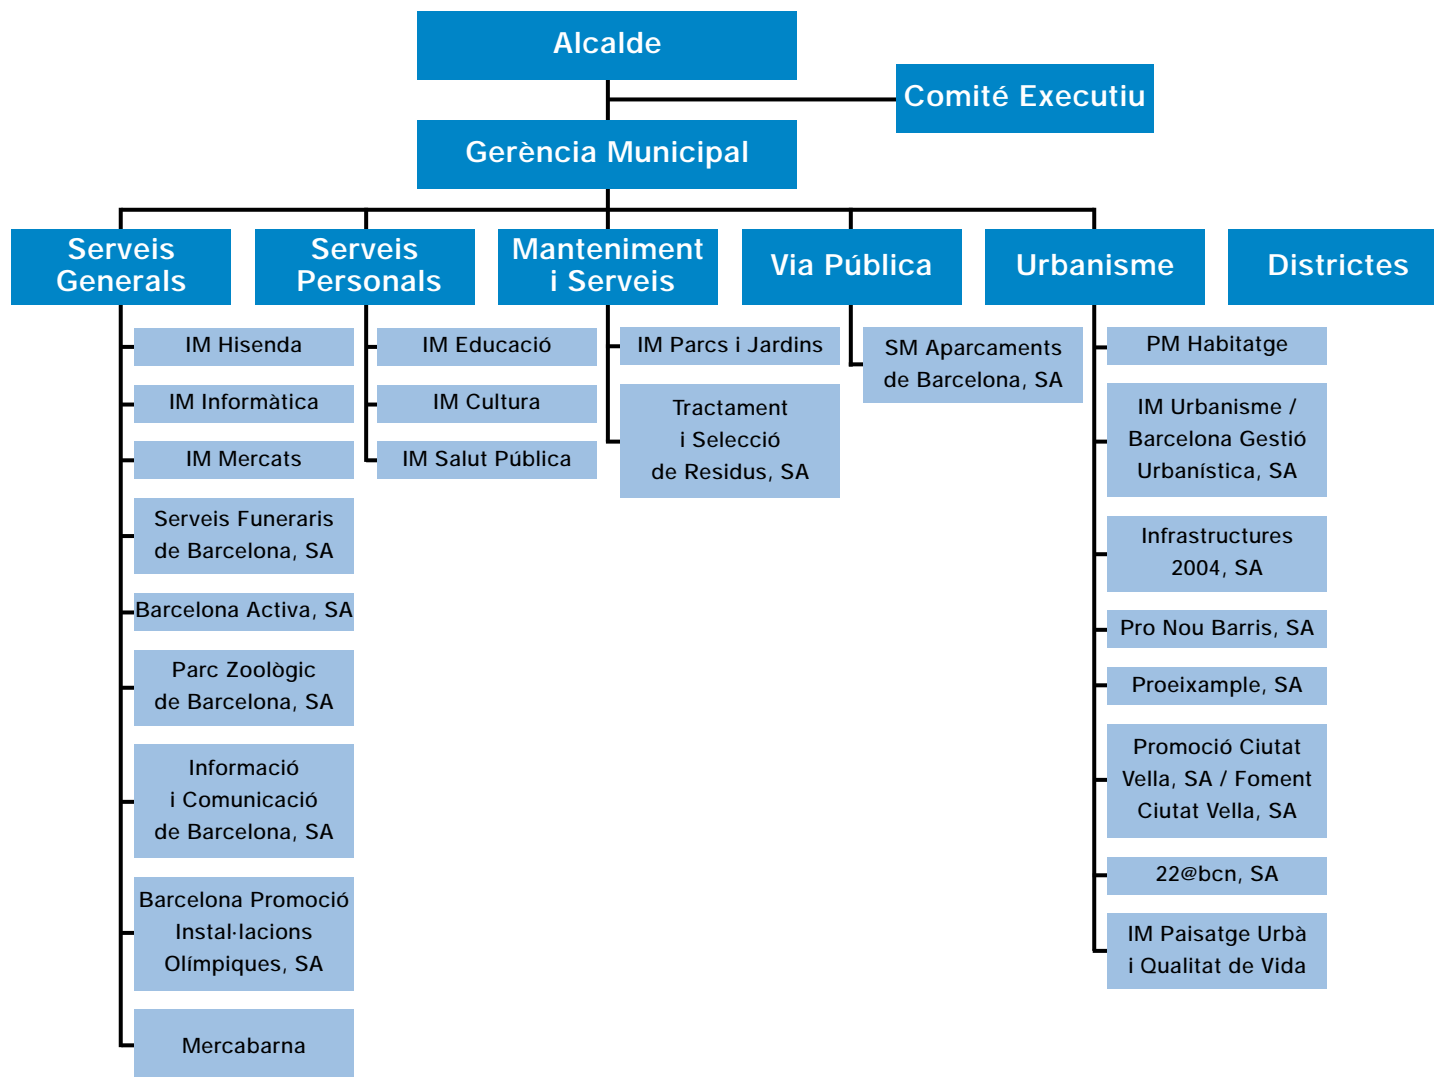 Alcalde
Comité Executiu
Gerència Municipal
Serveis
Generals
Serveis
Personals
Manteniment
i Serveis
Via Pública
Urbanisme
Districtes
IM Hisenda
IM Informàtica
IM Mercats
Serveis Funeraris
de Barcelona, SA
Barcelona Activa, SA
Parc Zoològic
de Barcelona, SA
Informació
i Comunicació
de Barcelona, SA
Barcelona Promoció
Instal·lacions
Olímpiques, SA
Mercabarna
IM Educació
IM Cultura
IM Salut Pública
IM Parcs i Jardins
Tractament
i Selecció
de Residus, SA
SM Aparcaments
de Barcelona, SA
PM Habitatge
IM Urbanisme /
Barcelona Gestió
Urbanística, SA
Infrastructures
2004, SA
Pro Nou Barris, SA
Proeixample, SA
Promoció Ciutat
Vella, SA / Foment
Ciutat Vella, SA
22@bcn, SA
IM Paisatge Urbà
i Qualitat de Vida